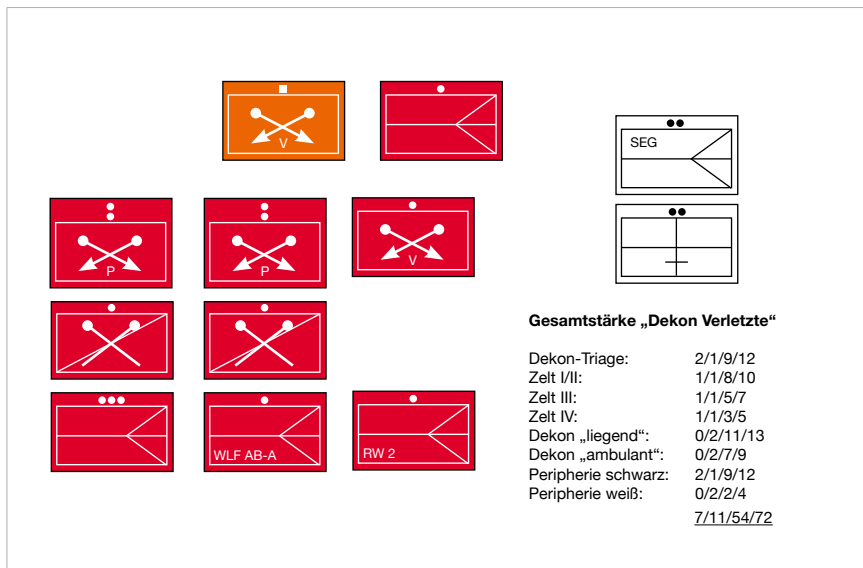 V
SEG
P
P
V
WLF AB-A
RW 2
Gesamtstärke „Dekon Verletzte“
Dekon-Triage: 2/1/9/12
Zelt I/II: 1/1/8/10
Zelt III: 1/1/5/7
Zelt IV: 1/1/3/5
Dekon „liegend“: 0/2/11/13
Dekon „ambulant“: 0/2/7/9
Peripherie schwarz: 2/1/9/12
Peripherie weiß: 0/2/2/4
7/11/54/72